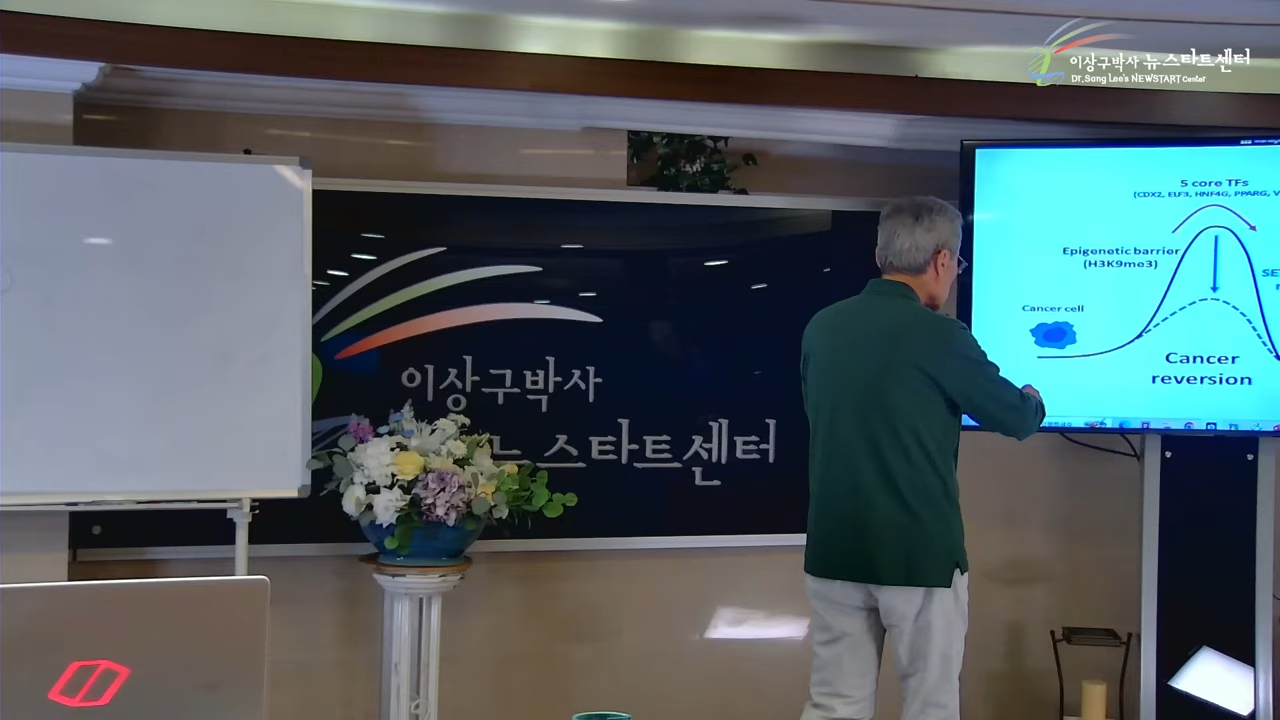 이상구박사 뉴스타트센터
Dr. Sang Lee's NEWSTART Center
5 core TFs
(CDX2, ELF3, HNF4G, PPARG, V
Epigenetic barrier
(H3K9me3)
SE
Cancer cell
Cancer
reversion
이상구박사
뉴스타트센터